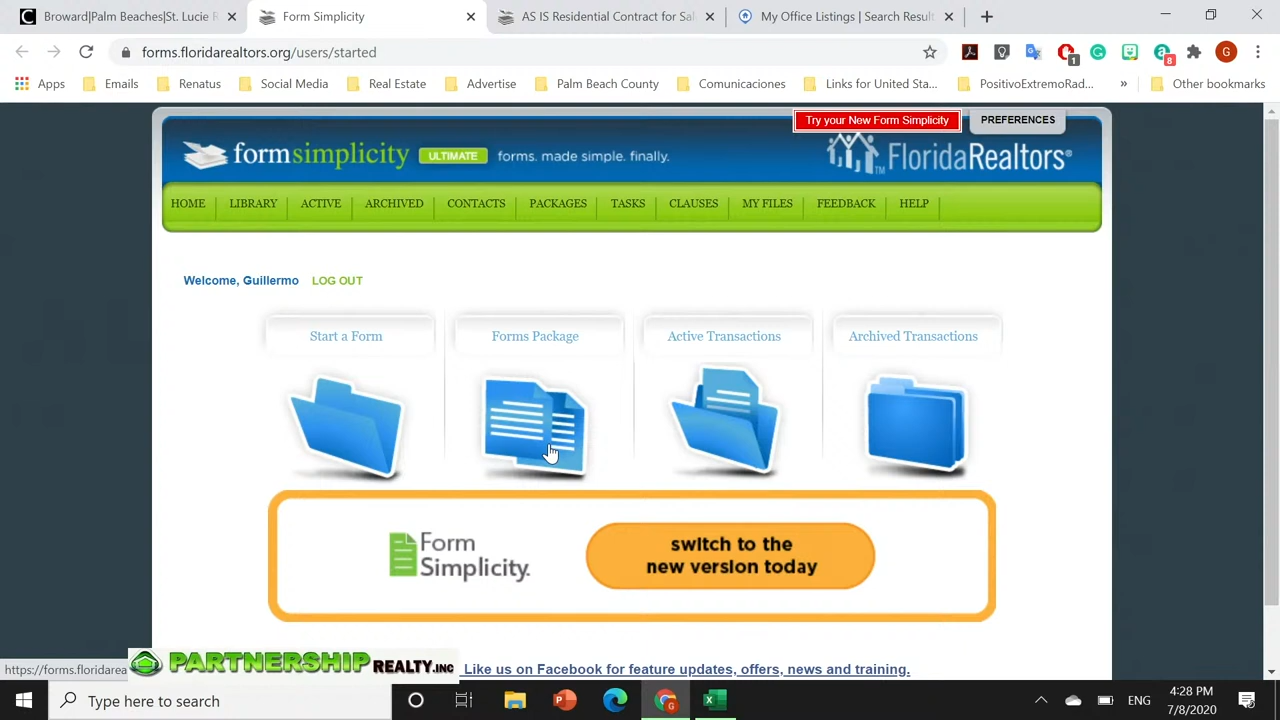 Broward|Palm Beaches|St. Lucie R
Form Simplicity
AS IS Residential Contract for Sal
My Office Listings | Search Result
forms.floridarealtors.org/users/started
1
8
G
Apps
Emails
Renatus
Social Media
Real Estate
Advertise
Palm Beach County
Comunicaciones
Links for United Sta...
PositivoExtremoRad...
»
Other bookmarks
Try your New Form Simplicity
PREFERENCES
formsimplicity
ULTIMATE
forms. made simple. finally.
FloridaRealtors
HOME
LIBRARY
ACTIVE
ARCHIVED
CONTACTS
PACKAGES
TASKS
CLAUSES
MY FILES
FEEDBACK
HELP
Welcome, Guillermo
LOG OUT
Start a Form
Forms Package
Active Transactions
Archived Transactions
Form
Simplicity.
switch to the
new version today
https://forms.floridarea
PARTNERSHIP REALTY.INC
Like us on Facebook for feature updates, offers, news and training.
Type here to search
ENG
4:28 PM
7/8/2020